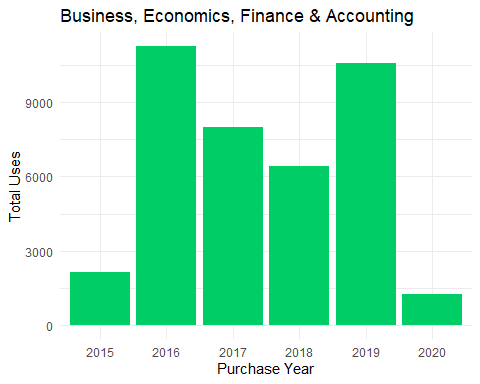 Business, Economics, Finance & Accounting
Total Uses
9000
6000
3000
0
2015 2016 2017 2018 2019 2020
Purchase Year